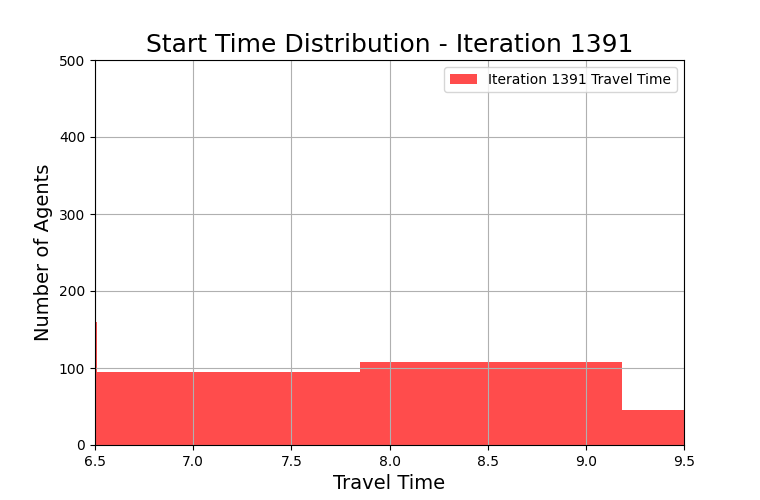 Start Time Distribution - Iteration 1391
Iteration 1391 Travel Time
Number of Agents
500
400
300
200
100
0
6.5 7.0 7.5 8.0 8.5 9.0 9.5
Travel Time